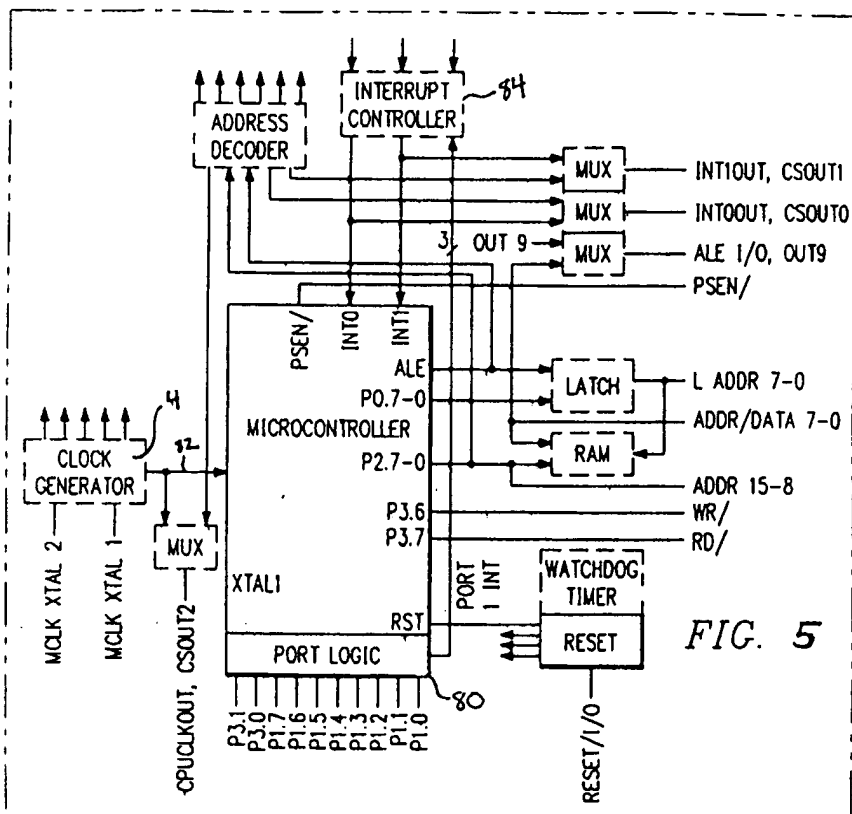 INTERRUPT
CONTROLLER
84
ADDRESS
DECODER
MUX
INT1OUT, CSOUT1
MUX
INT0OUT, CSOUT0
3
OUT 9
MUX
ALE I/O, OUT9
PSEN/
PSEN/
INT0
INT1
ALE
LATCH
L ADDR 7-0
P0.7-0
ADDR/DATA 7-0
MICROCONTROLLER
RAM
4
CLOCK
GENERATOR
82
P2.7-0
ADDR 15-8
P3.6
WR/
P3.7
RD/
MUX
MCLK XTAL 2
MCLK XTAL 1
CPUCLKOUT, CSOUT2
XTAL1
PORT
1 INT
WATCHDOG
TIMER
RST
RESET
FIG. 5
PORT LOGIC
80
P3.1
P3.0
P1.7
P1.6
P1.5
P1.4
P1.3
P1.2
P1.1
P1.0
RESET/I/O